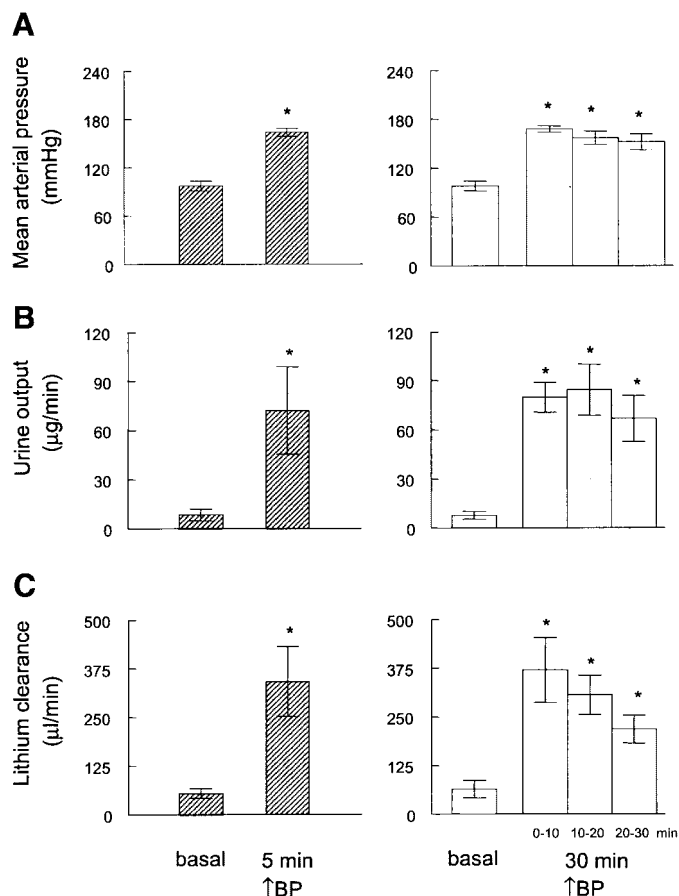 A
Mean arterial pressure
(mmHg)
240
180
120
60
0
*
240
180
120
60
0
* * *
B
Urine output
(µg/min)
120
90
60
30
0
*
120
90
60
30
0
* * *
C
Lithium clearance
(µl/min)
500
375
250
125
0
*
basal 5 min
↑BP
500
375
250
125
0
* * *
0-10 10-20 20-30 min
basal 30 min
↑BP